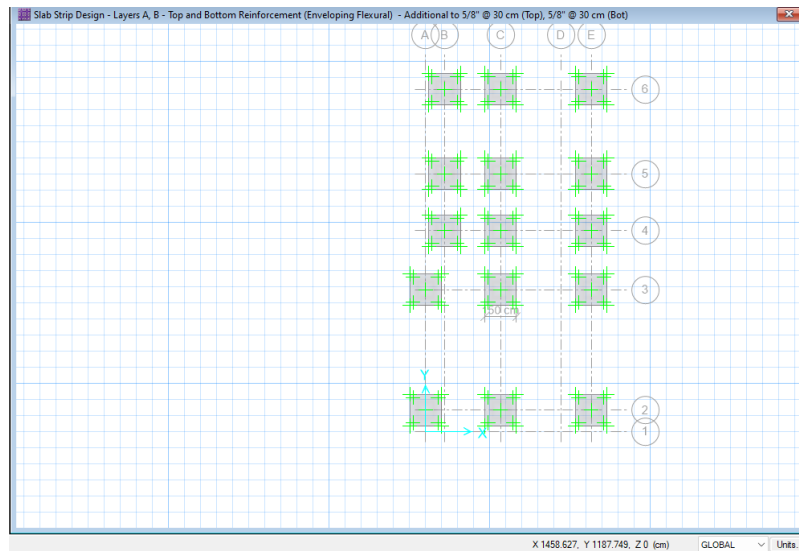 Slab Strip Design - Layers A, B - Top and Bottom Reinforcement (Enveloping Flexural) - Additional to 5/8" @ 30 cm (Top), 5/8" @ 30 cm (Bot)
A B C D E
6
5
4
3
50 cm
Y
2
X
1
X 1458.627, Y 1187.749, Z 0 (cm) GLOBAL Units...